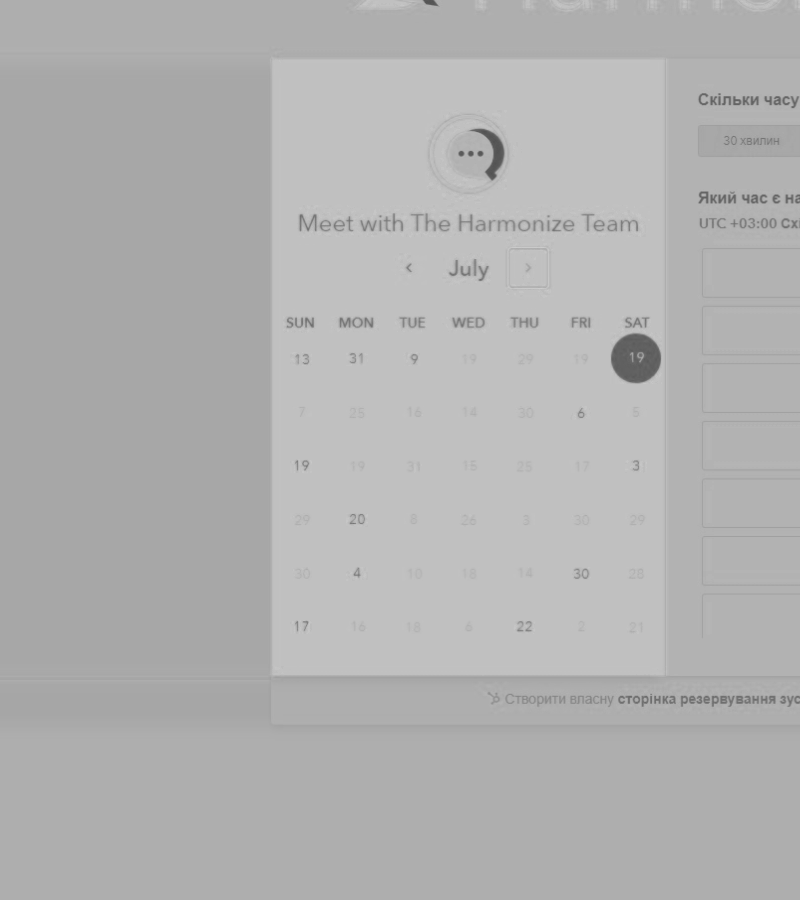 Meet with The Harmonize Team
July
SUN MON TUE WED THU FRI SAT
13 31 9 19 29 19 19
7 25 16 14 30 6 5
19 19 31 15 25 17 3
29 20 8 26 5 30 29
30 4 10 18 14 30 28
17 16 18 6 22 2 21
Скільки часу
30 хвилин
Який час є на
UTC +03:00 Схі
Створити власну сторінка резервування зус